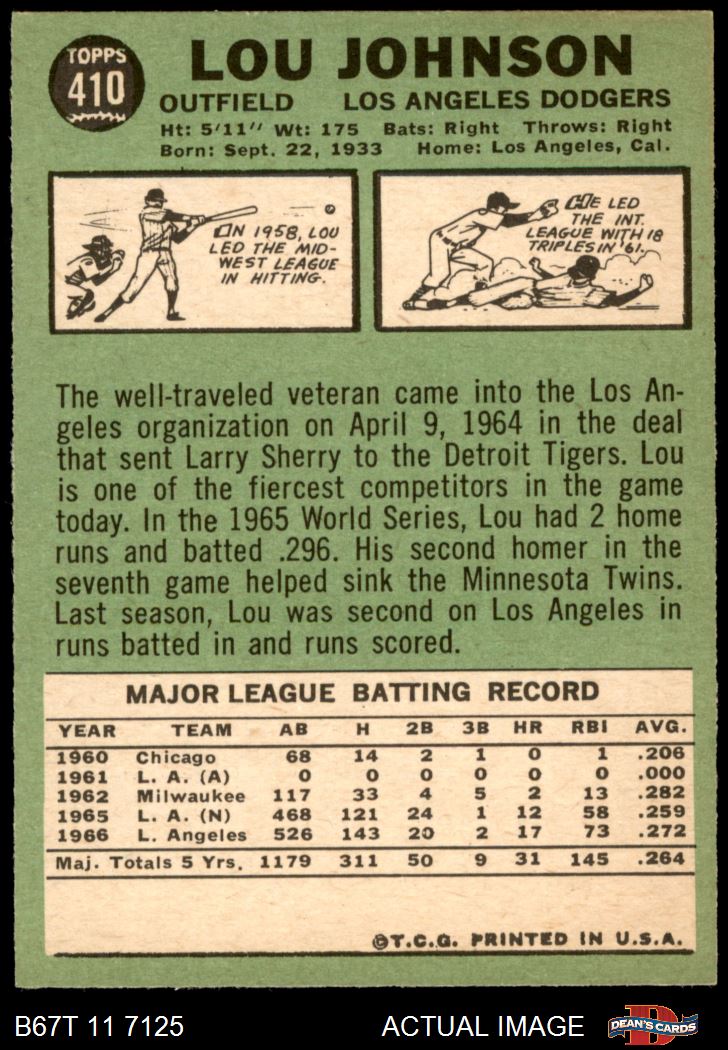 TOPPS
410
LOU JOHNSON
OUTFIELD LOS ANGELES DODGERS
Ht: 5'11" Wt: 175 Bats: Right Throws: Right
Born: Sept. 22, 1933 Home: Los Angeles, Cal.
IN 1958, LOU
LED THE MID-
WEST LEAGUE
IN HITTING.
HE LED
THE INT.
LEAGUE WITH 18
TRIPLES IN '61.
The well-traveled veteran came into the Los An-
geles organization on April 9, 1964 in the deal
that sent Larry Sherry to the Detroit Tigers. Lou
is one of the fiercest competitors in the game
today. In the 1965 World Series, Lou had 2 home
runs and batted .296. His second homer in the
seventh game helped sink the Minnesota Twins.
Last season, Lou was second on Los Angeles in
runs batted in and runs scored.
MAJOR LEAGUE BATTING RECORD
YEAR TEAM AB H 2B 3B HR RBI AVG.
1960 Chicago 68 14 2 1 0 1 .206
1961 L. A. (A) 0 0 0 0 0 0 .000
1962 Milwaukee 117 33 4 5 2 13 .282
1965 L. A. (N) 468 121 24 1 12 58 .259
1966 L. Angeles 526 143 20 2 17 73 .272
Maj. Totals 5 Yrs. 1179 311 50 9 31 145 .264
©T.C.G. PRINTED IN U.S.A.
B67T 11 7125 ACTUAL IMAGE
D
DEAN'S CARDS